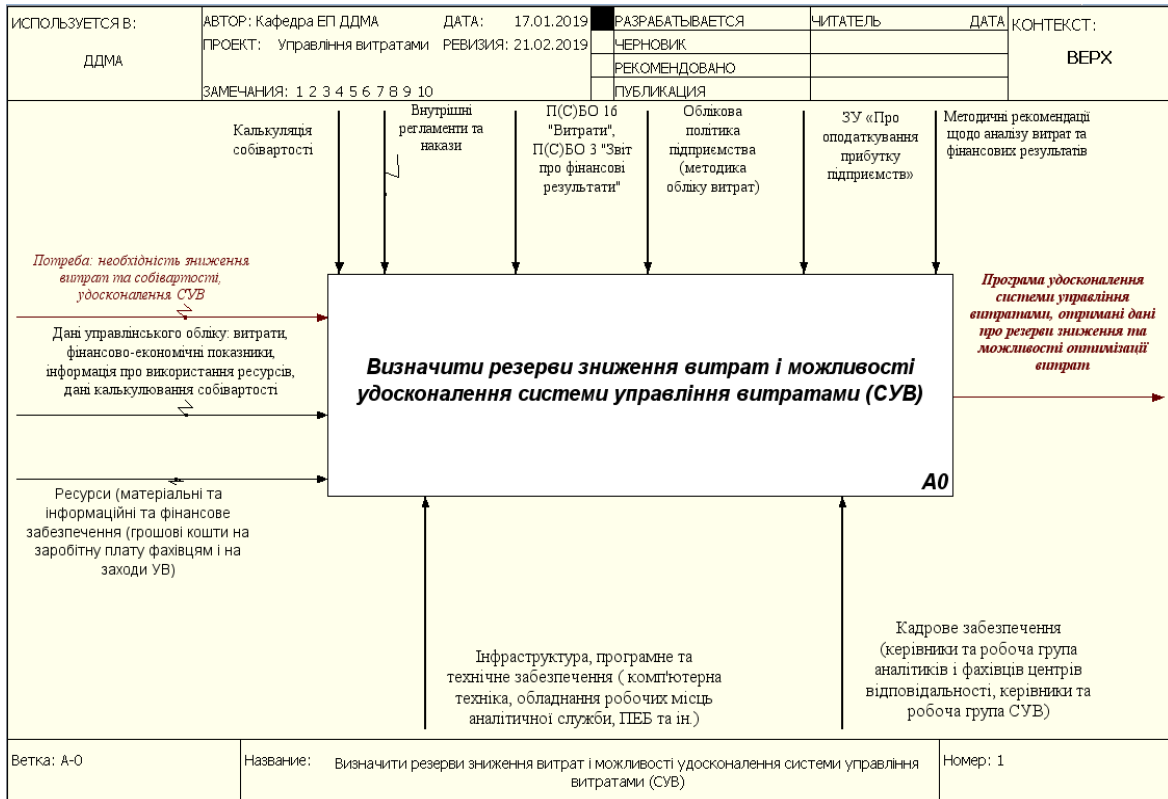 ИСПОЛЬЗУЕТСЯ В:
ДДМА
АВТОР: Кафедра ЕП ДДМА
ДАТА: 17.01.2019
ПРОЕКТ: Управління витратами
РЕВИЗИЯ: 21.02.2019
ЗАМЕЧАНИЯ: 1 2 3 4 5 6 7 8 9 10
РАЗРАБАТЫВАЕТСЯ
ЧЕРНОВИК
РЕКОМЕНДОВАНО
ПУБЛИКАЦИЯ
ЧИТАТЕЛЬ
ДАТА
КОНТЕКСТ:
ВЕРХ
Калькуляція
собівартості
Внутрішні
регламенти та
накази
П(С)БО 16
"Витрати",
П(С)БО 3 "Звіт
про фінансові
результати"
Облікова
політика
підприємства
(методика
обліку витрат)
ЗУ «Про
оподаткування
прибутку
підприємств»
Методичні рекомендації
щодо аналізу витрат та
фінансових результатів
Потреба: необхідність зниження
витрат та собівартості,
удосконалення СУВ
Дані управлінського обліку: витрати,
фінансово-економічні показники,
інформація про використання ресурсів,
дані калькулювання собівартості
Ресурси (матеріальні та
інформаційні та фінансове
забезпечення (грошові кошти на
заробітну плату фахівцям і на
заходи УВ)
Визначити резерви зниження витрат і можливості
удосконалення системи управління витратами (СУВ)
A0
Програма удосконалення
системи управління
витратами, отримані дані
про резерви зниження та
можливості оптимізації
витрат
Інфраструктура, програмне та
технічне забезпечення ( комп'ютерна
техніка, обладнання робочих місць
аналітичної служби, ПЕБ та ін.)
Кадрове забезпечення
(керівники та робоча група
аналітиків і фахівців центрів
відповідальності, керівники та
робоча група СУВ)
Ветка: A-0
Название: Визначити резерви зниження витрат і можливості удосконалення системи управління
витратами (СУВ)
Номер: 1